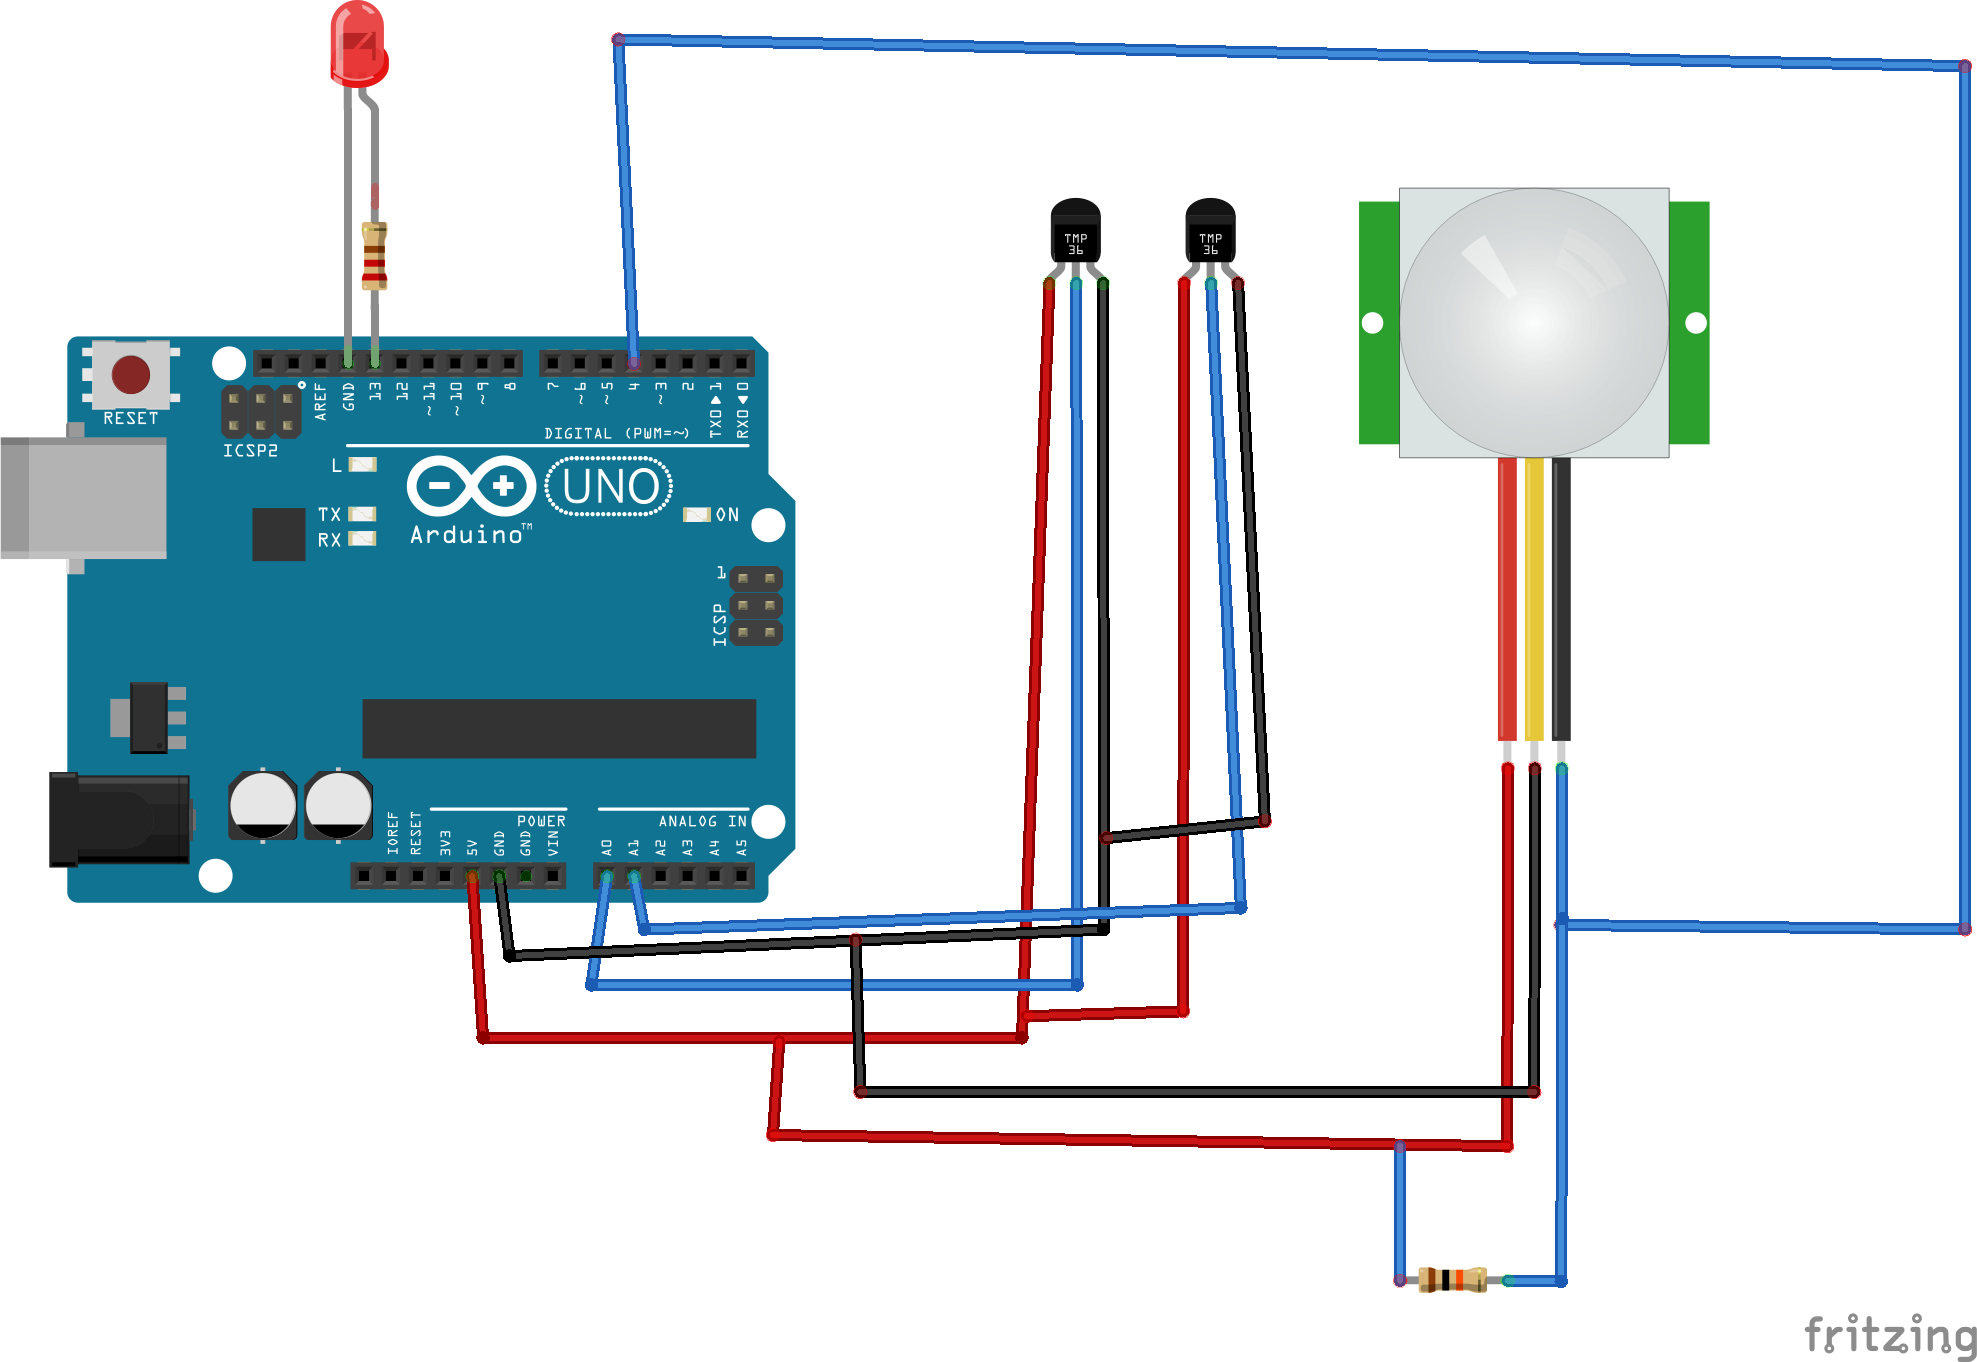 TMP
36
TMP
36
RESET
ICSP2
AREF
GND
13
12
~11
~10
~9
8
7
~6
~5
4
~3
2
TX0▶1
RX0◀0
DIGITAL (PWM=~)
L
TX
RX
UNO
Arduino™
ON
1
ICSP
POWER
ANALOG IN
IOREF
RESET
3V3
5V
GND
GND
VIN
A0
A1
A2
A3
A4
A5
fritzing